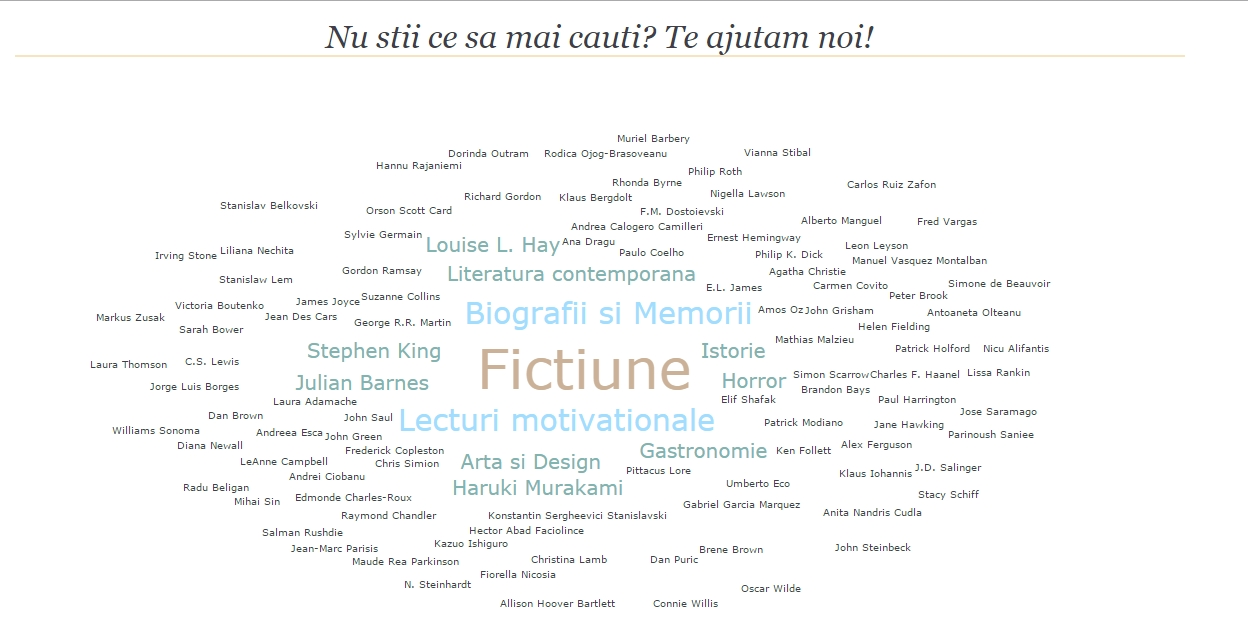 Nu stii ce sa mai cauti? Te ajutam noi!
Muriel Barbery
Dorinda Outram Rodica Ojog-Brasoveanu Vianna Stibal
Hannu Rajaniemi Philip Roth
Rhonda Byrne Carlos Ruiz Zafon
Richard Gordon Klaus Bergdolt Nigella Lawson
Stanislav Belkovski Orson Scott Card F.M. Dostoievski
Andrea Calogero Camilleri Alberto Manguel Fred Vargas
Sylvie Germain Louise L. Hay Ana Dragu Ernest Hemingway
Irving Stone Liliana Nechita Paulo Coelho Philip K. Dick Leon Leyson
Manuel Vasquez Montalban
Stanislaw Lem Gordon Ramsay Literatura contemporana Agatha Christie
E.L. James Carmen Covito Simone de Beauvoir
Victoria Boutenko James Joyce Suzanne Collins Peter Brook
Markus Zusak Jean Des Cars Biografii si Memorii Amos Oz John Grisham Antoaneta Olteanu
Sarah Bower George R.R. Martin Helen Fielding
Mathias Malzieu
Stephen King Istorie Patrick Holford Nicu Alifantis
Laura Thomson C.S. Lewis Fictiune
Jorge Luis Borges Julian Barnes Horror Simon Scarrow Charles F. Haanel Lissa Rankin
Brandon Bays
Laura Adamache Elif Shafak Paul Harrington
Dan Brown John Saul Lecturi motivationale Patrick Modiano Jose Saramago
Williams Sonoma Andreea Esca John Green Jane Hawking Parinoush Saniee
Diana Newall Frederick Copleston Gastronomie Ken Follett Alex Ferguson
LeAnne Campbell Chris Simion Arta si Design Pittacus Lore Klaus Iohannis J.D. Salinger
Andrei Ciobanu
Radu Beligan Haruki Murakami Umberto Eco
Mihai Sin Edmonde Charles-Roux Stacy Schiff
Gabriel Garcia Marquez
Raymond Chandler Konstantin Sergheevici Stanislavski Anita Nandris Cudla
Salman Rushdie Hector Abad Faciolince
Jean-Marc Parisis Kazuo Ishiguro Brene Brown John Steinbeck
Maude Rea Parkinson Christina Lamb Dan Puric
Fiorella Nicosia
N. Steinhardt Oscar Wilde
Allison Hoover Bartlett Connie Willis